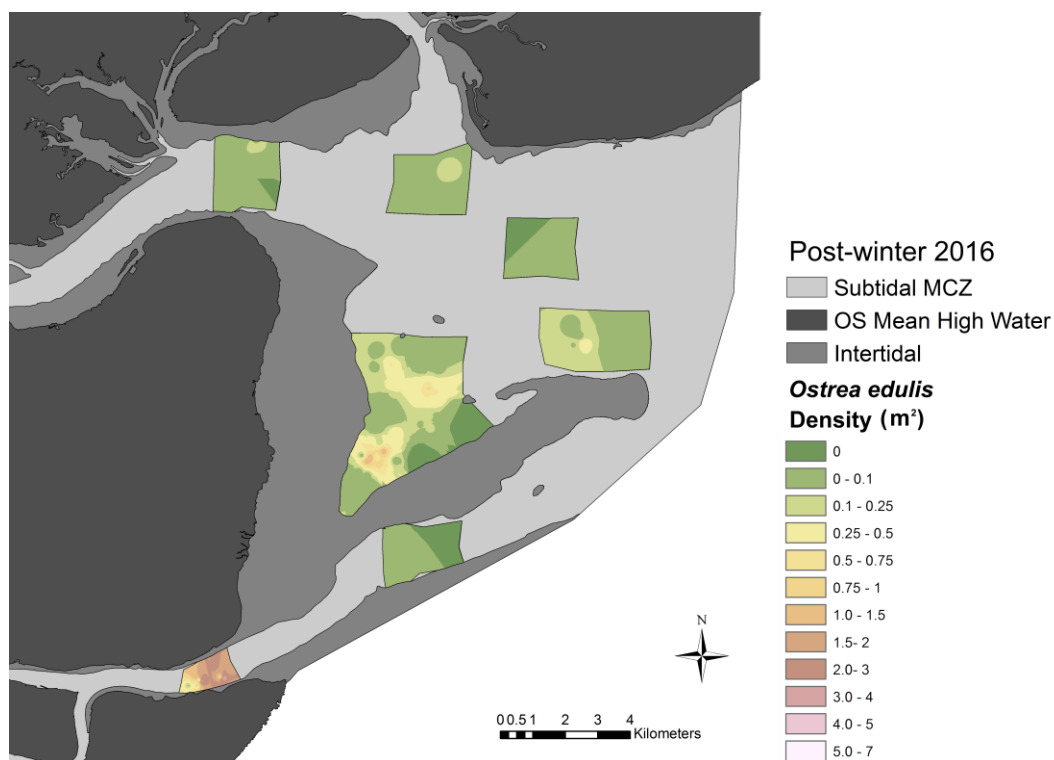 Post-winter 2016
Subtidal MCZ
OS Mean High Water
Intertidal
Ostrea edulis
Density (m²)
0
0 - 0.1
0.1 - 0.25
0.25 - 0.5
0.5 - 0.75
0.75 - 1
1.0 - 1.5
1.5- 2
2.0- 3
3.0 - 4
4.0 - 5
5.0 - 7
N
0 0.5 1 2 3 4
Kilometers